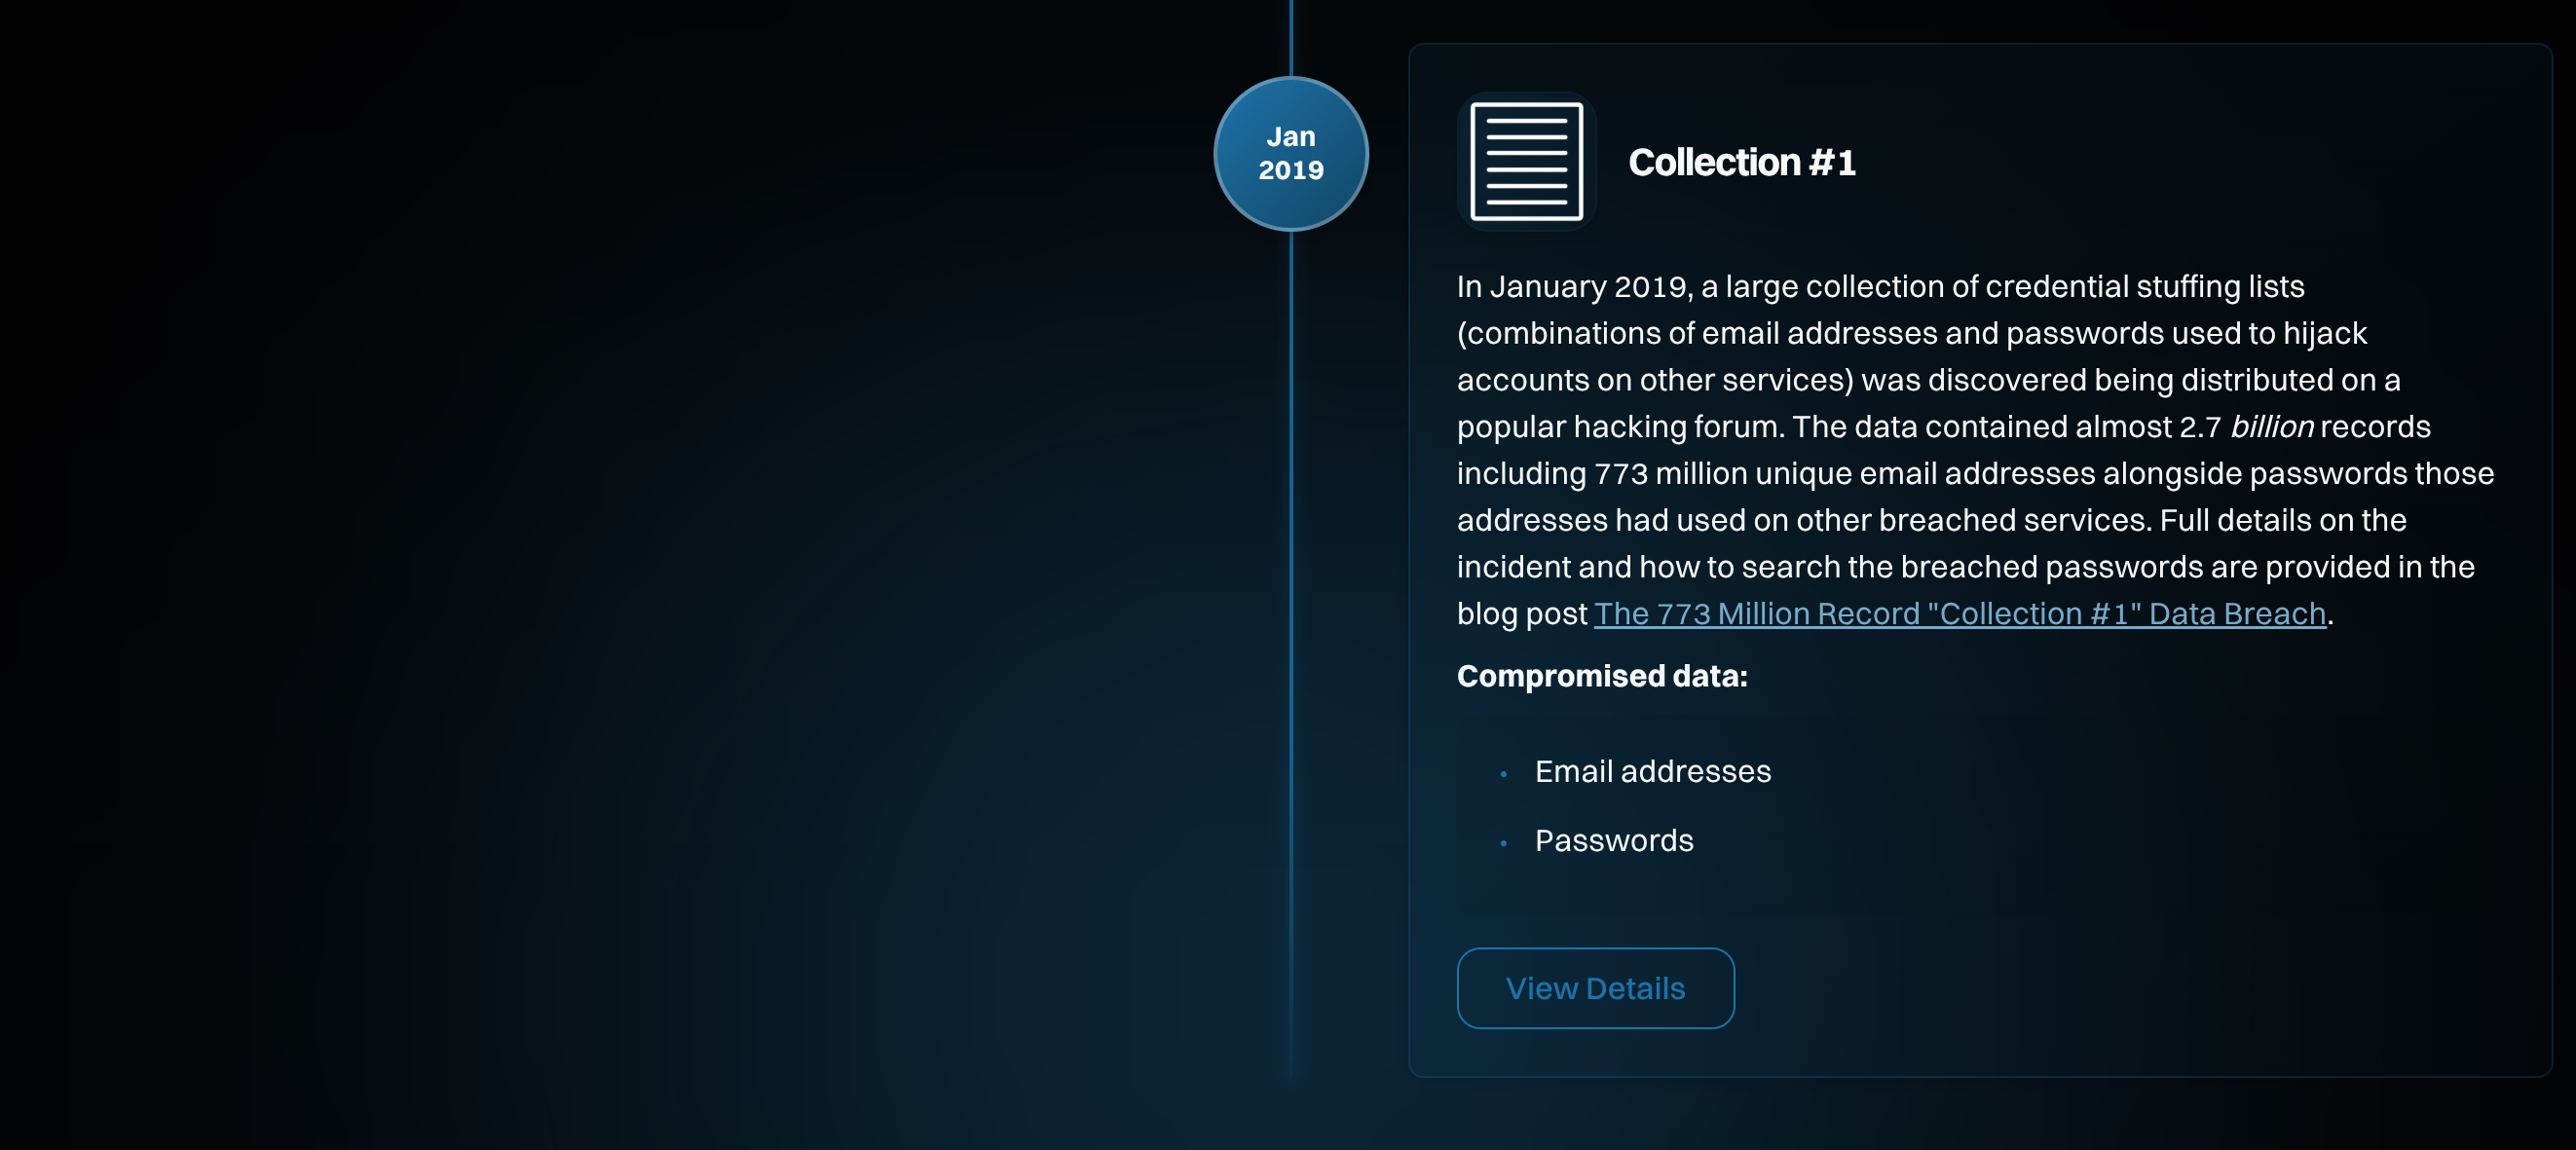 Jan
2019
Collection #1
In January 2019, a large collection of credential stuffing lists
(combinations of email addresses and passwords used to hijack
accounts on other services) was discovered being distributed on a
popular hacking forum. The data contained almost 2.7 billion records
including 773 million unique email addresses alongside passwords those
addresses had used on other breached services. Full details on the
incident and how to search the breached passwords are provided in the
blog post The 773 Million Record "Collection #1" Data Breach.
Compromised data:
• Email addresses
• Passwords
View Details